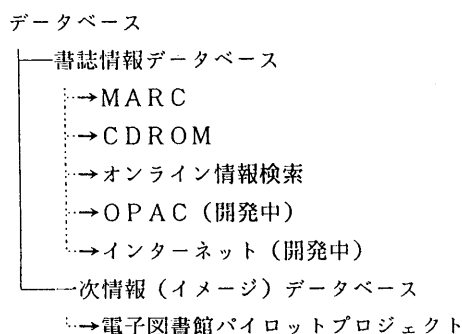 データベース
書誌情報データベース
→MARC
→CDROM
→オンライン情報検索
→OPAC（開発中）
→インターネット（開発中）
一次情報（イメージ）データベース
→電子図書館パイロットプロジェクト